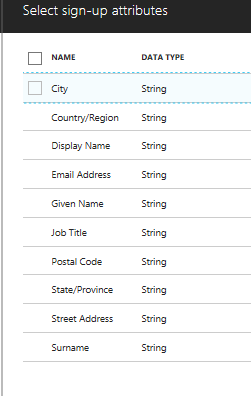 Select sign-up attributes
NAME DATA TYPE
City String
Country/Region String
Display Name String
Email Address String
Given Name String
Job Title String
Postal Code String
State/Province String
Street Address String
Surname String